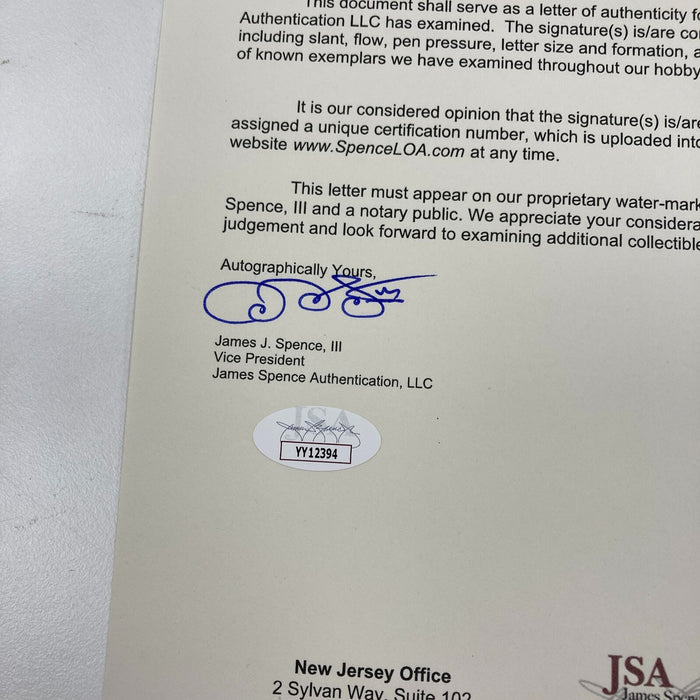 This document shall serve as a letter of authenticity
Authentication LLC has examined. The signature(s) is/are
including slant, flow, pen pressure, letter size and formation,
of known exemplars we have examined throughout our hobby
It is our considered opinion that the signature(s) is/are
assigned a unique certification number, which is uploaded into
website www.SpenceLOA.com at any time.
This letter must appear on our proprietary water-mark
Spence, III and a notary public. We appreciate your considera
judgement and look forward to examining additional collectible
Autographically Yours,
James J. Spence, III
Vice President
James Spence Authentication, LLC
JSA
YY12394
New Jersey Office
2 Sylvan Way, Suite 102
JSA
James Spence